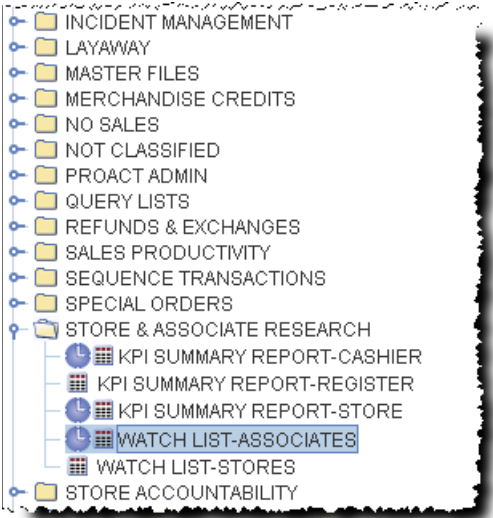 INCIDENT MANAGEMENT
LAYAWAY
MASTER FILES
MERCHANDISE CREDITS
NO SALES
NOT CLASSIFIED
PROACT ADMIN
QUERY LISTS
REFUNDS & EXCHANGES
SALES PRODUCTIVITY
SEQUENCE TRANSACTIONS
SPECIAL ORDERS
STORE & ASSOCIATE RESEARCH
KPI SUMMARY REPORT-CASHIER
KPI SUMMARY REPORT-REGISTER
KPI SUMMARY REPORT-STORE
WATCH LIST-ASSOCIATES
WATCH LIST-STORES
STORE ACCOUNTABILITY